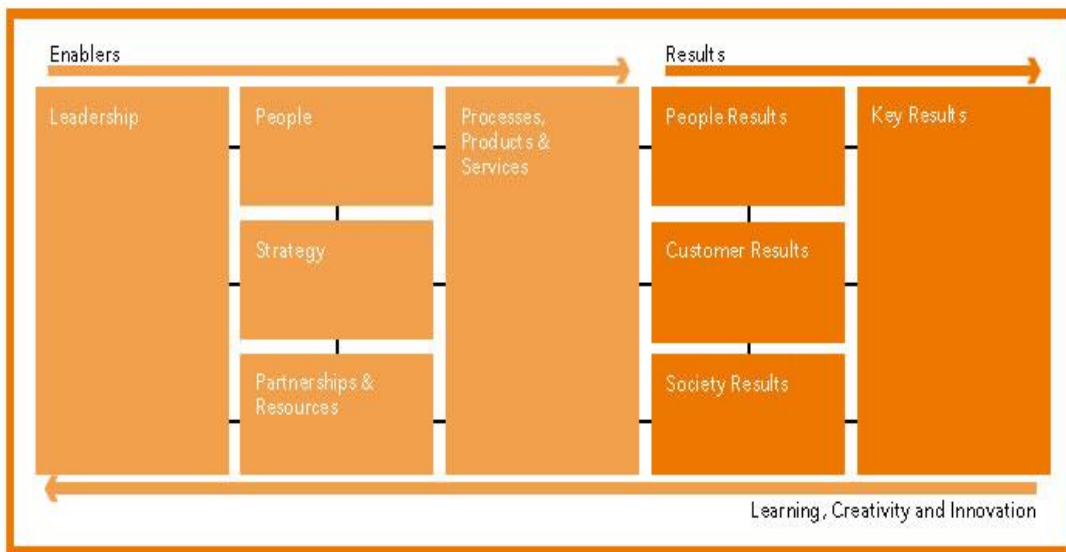 Enablers
Results
Leadership
People
Processes,
Products &
Services
People Results
Key Results
Strategy
Customer Results
Partnerships &
Resources
Society Results
Learning, Creativity and Innovation